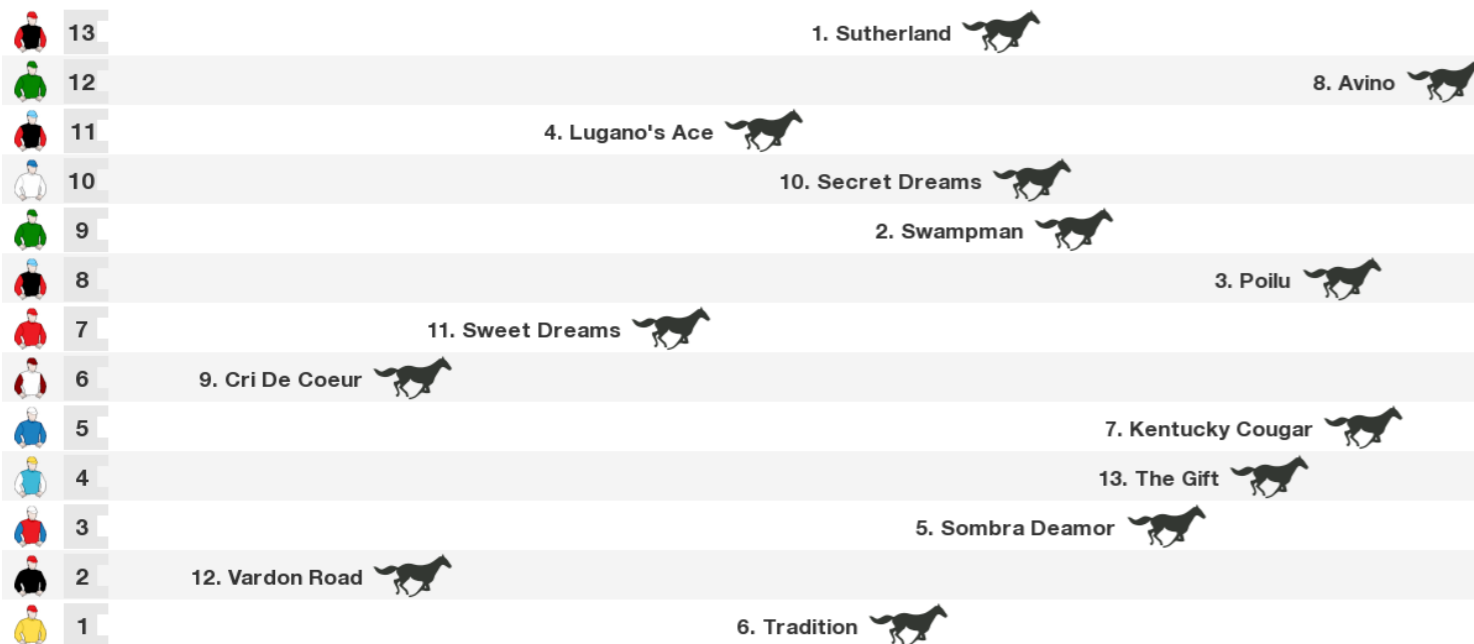 13 1. Sutherland
12 8. Avino
11 4. Lugano's Ace
10 10. Secret Dreams
9 2. Swampman
8 3. Poilu
7 11. Sweet Dreams
6 9. Cri De Coeur
5 7. Kentucky Cougar
4 13. The Gift
3 5. Sombra Deamor
2 12. Vardon Road
1 6. Tradition